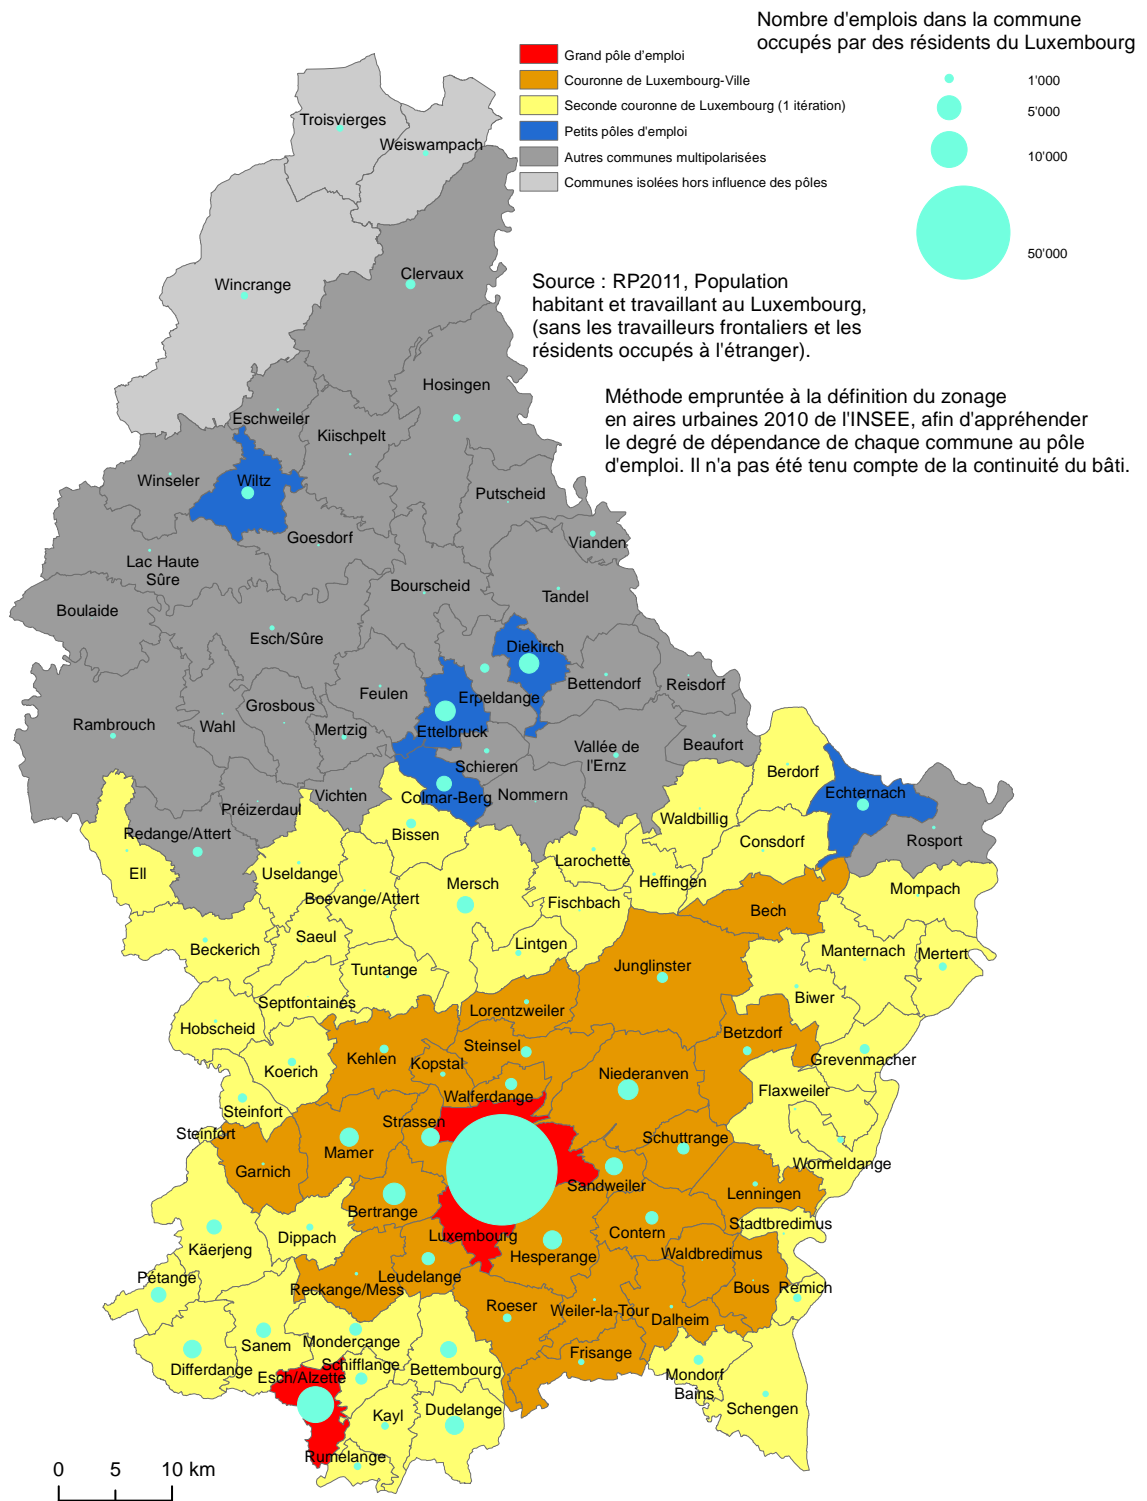 Nombre d'emplois dans la commune
occupés par des résidents du Luxembourg
1'000
5'000
10'000
50'000
Grand pôle d'emploi
Couronne de Luxembourg-Ville
Seconde couronne de Luxembourg (1 itération)
Petits pôles d'emploi
Autres communes multipolarisées
Communes isolées hors influence des pôles
Source : RP2011, Population
habitant et travaillant au Luxembourg,
(sans les travailleurs frontaliers et les
résidents occupés à l'étranger).
Méthode empruntée à la définition du zonage
en aires urbaines 2010 de l'INSEE, afin d'appréhender
le degré de dépendance de chaque commune au pôle
d'emploi. Il n'a pas été tenu compte de la continuité du bâti.
Troisvierges
Weiswampach
Clervaux
Wincrange
Hosingen
Eschweiler
Kiischpelt
Winseler
Wiltz
Putscheid
Goesdorf
Vianden
Lac Haute
Sûre
Bourscheid
Tandel
Boulaide
Esch/Sûre
Diekirch
Feulen
Erpeldange
Bettendorf
Reisdorf
Grosbous
Rambrouch
Wahl
Mertzig
Ettelbruck
Vallée de
l'Ernz
Beaufort
Schieren
Berdorf
Préizerdaul
Vichten
Colmar-Berg
Nommern
Echternach
Waldbillig
Redange/Attert
Bissen
Consdorf
Rosport
Larochette
Ell
Useldange
Mersch
Heffingen
Mompach
Boevange/Attert
Fischbach
Bech
Saeul
Beckerich
Lintgen
Manternach
Mertert
Tuntange
Junglinster
Biwer
Septfontaines
Lorentzweiler
Hobscheid
Betzdorf
Steinsel
Kehlen
Grevenmacher
Koerich
Kopstal
Niederanven
Flaxweiler
Walferdange
Steinfort
Strassen
Steinfort
Schuttrange
Mamer
Wormeldange
Garnich
Sandweiler
Lenningen
Bertrange
Stadtbredimus
Luxembourg
Contern
Dippach
Käerjeng
Hesperange
Waldbredimus
Pétange
Leudelange
Reckange/Mess
Bous
Remich
Roeser
Weiler-la-Tour
Dalheim
Sanem
Mondercange
Frisange
Differdange
Schifflange
Bettembourg
Esch/Alzette
Mondorf
Bains
Schengen
Kayl
Dudelange
Rumelange
0 5 10 km